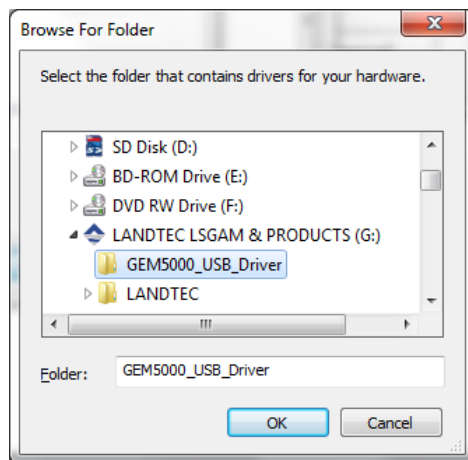 Browse For Folder
Select the folder that contains drivers for your hardware.
SD Disk (D:)
BD-ROM Drive (E:)
DVD RW Drive (F:)
LANDTEC LSGAM & PRODUCTS (G:)
GEM5000_USB_Driver
LANDTEC
Folder: GEM5000_USB_Driver
OK Cancel